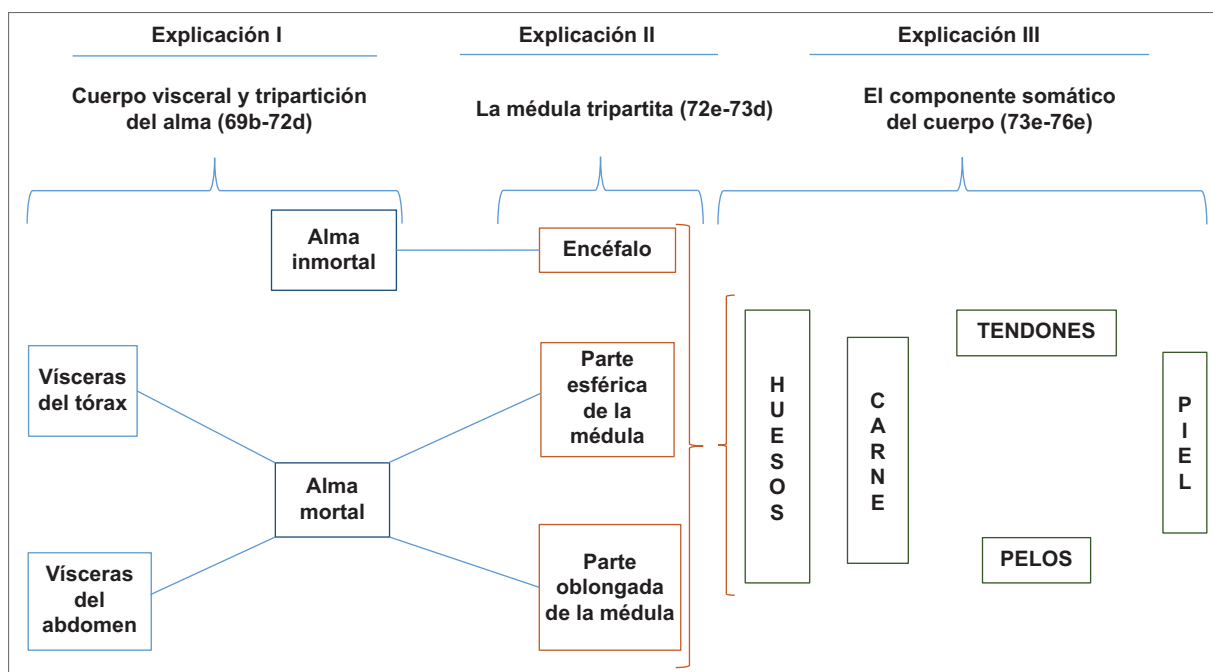 Explicación I
Explicación II
Explicación III
Cuerpo visceral y tripartición
del alma (69b-72d)
La médula tripartita (72e-73d)
El componente somático
del cuerpo (73e-76e)
Alma
inmortal
Encéfalo
Vísceras
del tórax
Parte
esférica
de la
médula
Alma
mortal
Vísceras
del
abdomen
Parte
oblongada
de la médula
H
U
E
S
O
S
C
A
R
N
E
TENDONES
PELOS
P
I
E
L